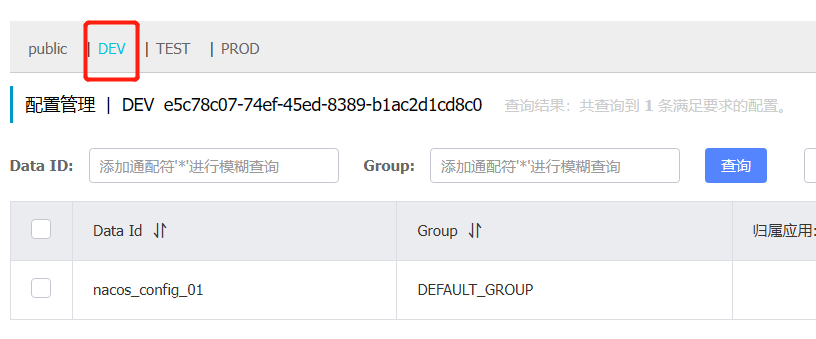 public | DEV | TEST | PROD
配置管理 | DEV e5c78c07-74ef-45ed-8389-b1ac2d1cd8c0 查询结果：共查询到 1 条满足要求的配置。
Data ID: 添加通配符'*'进行模糊查询 Group: 添加通配符'*'进行模糊查询 查询
Data Id Group 归属应用:
nacos_config_01 DEFAULT_GROUP